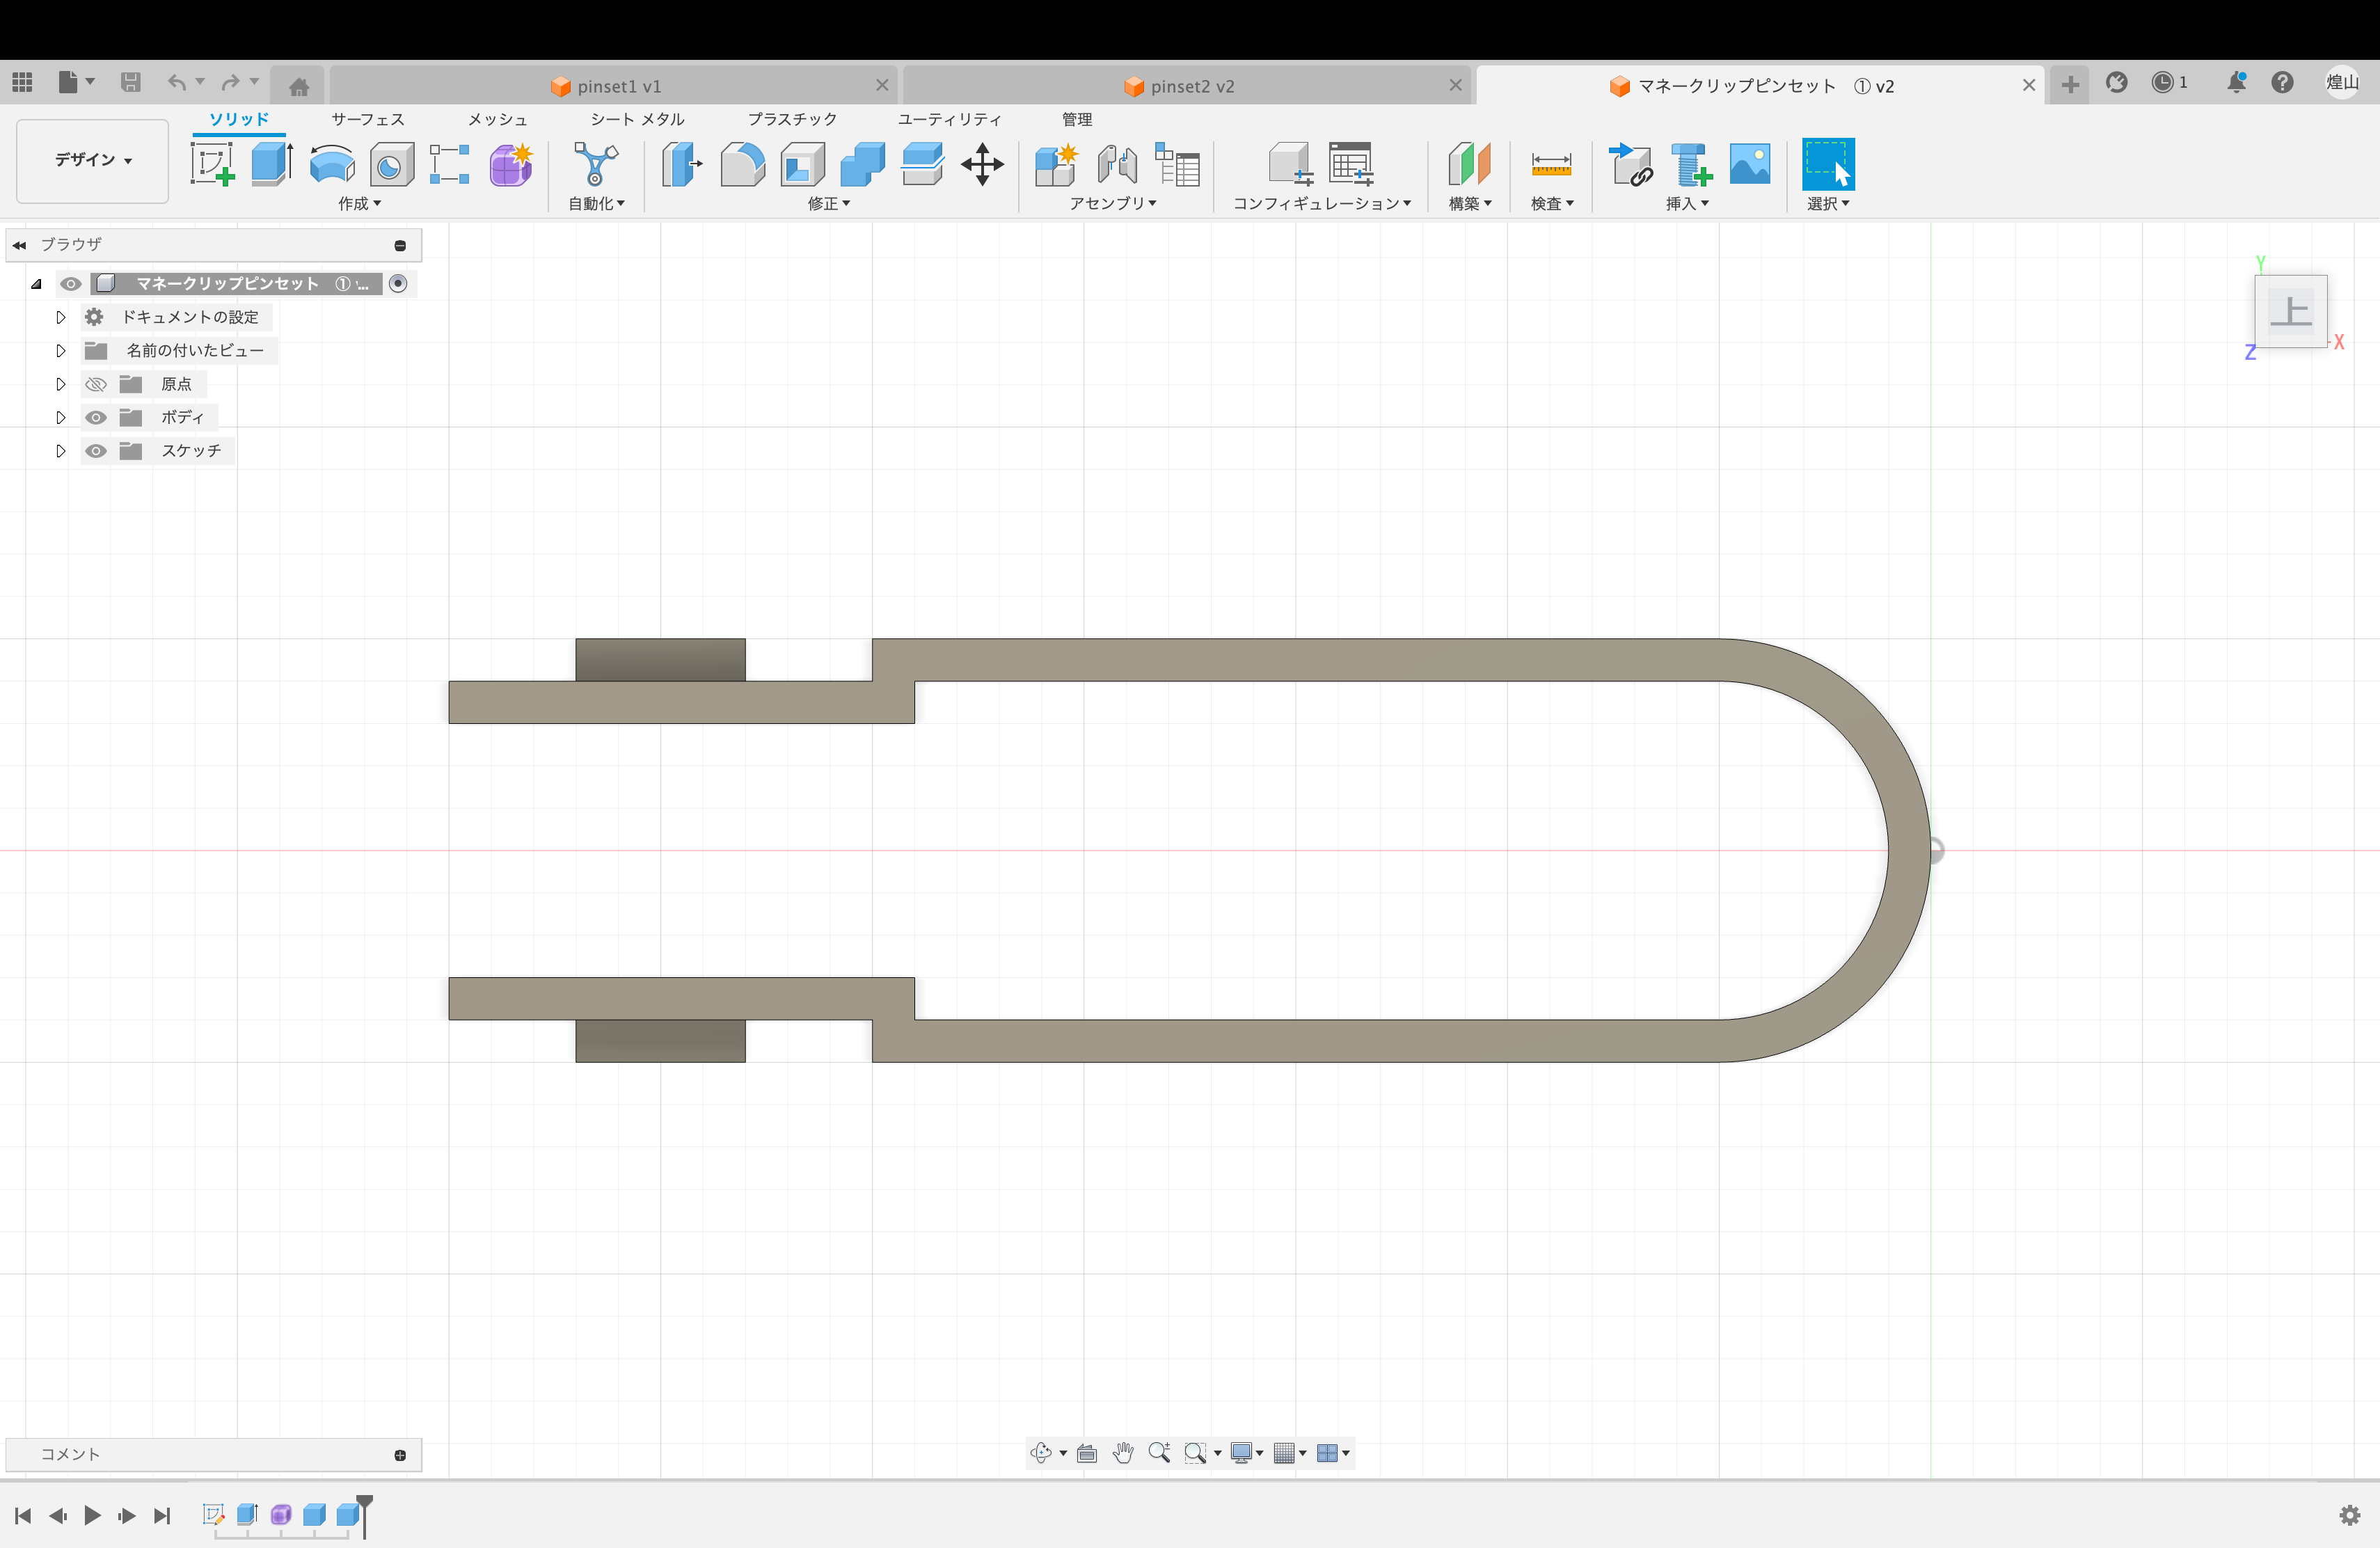 pinset1 v1
pinset2 v2
マネークリップピンセット ① v2
1
煌山
デザイン
ソリッド
サーフェス
メッシュ
シート メタル
プラスチック
ユーティリティ
管理
作成
自動化
修正
アセンブリ
コンフィギュレーション
構築
検査
挿入
選択
ブラウザ
マネークリップピンセット ① ...
ドキュメントの設定
名前の付いたビュー
原点
ボディ
スケッチ
Y
上
X
Z
コメント